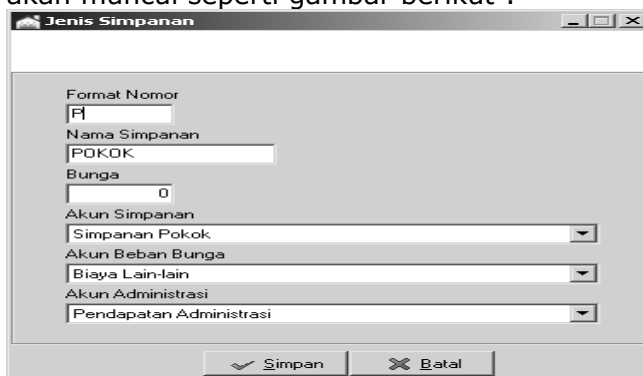 akan muncul seperti gambar berikut :
Jenis Simpanan
Format Nomor
P
Nama Simpanan
POKOK
Bunga
0
Akun Simpanan
Simpanan Pokok
Akun Beban Bunga
Biaya Lain-lain
Akun Administrasi
Pendapatan Administrasi
Simpan Batal